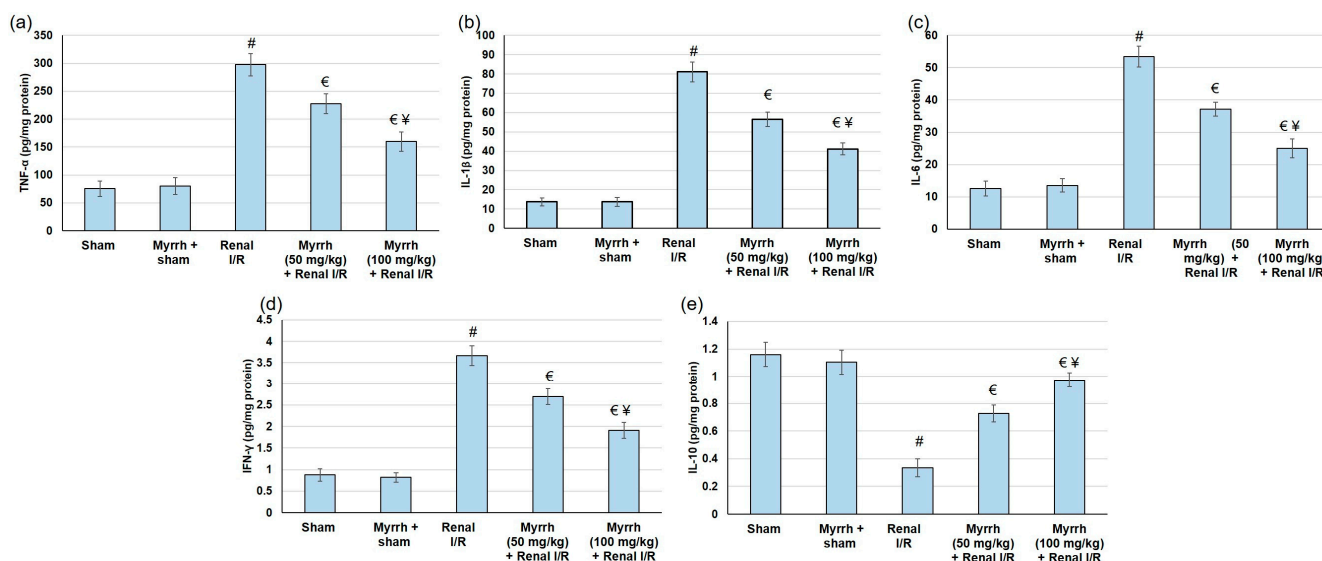 (a)
TNF-α (pg/mg protein)
350
300
250
200
150
100
50
0
#
€
€ ¥
Sham
Myrrh +
sham
Renal
I/R
Myrrh
(50 mg/kg)
+ Renal I/R
Myrrh
(100 mg/kg)
+ Renal I/R
(b)
IL-1β (pg/mg protein)
100
90
80
70
60
50
40
30
20
10
0
#
€
€ ¥
Sham
Myrrh +
sham
Renal
I/R
Myrrh
(50 mg/kg)
+ Renal I/R
Myrrh
(100 mg/kg)
+ Renal I/R
(c)
IL-6 (pg/mg protein)
60
50
40
30
20
10
0
#
€
€ ¥
Sham
Myrrh +
sham
Renal
I/R
Myrrh (50
mg/kg) +
Renal I/R
Myrrh
(100 mg/kg)
+ Renal I/R
(d)
IFN-γ (pg/mg protein)
4.5
4
3.5
3
2.5
2
1.5
1
0.5
0
#
€
€ ¥
Sham
Myrrh +
sham
Renal
I/R
Myrrh
(50 mg/kg)
+ Renal I/R
Myrrh
(100 mg/kg)
+ Renal I/R
(e)
IL-10 (pg/mg protein)
1.4
1.2
1
0.8
0.6
0.4
0.2
0
#
€
€ ¥
Sham
Myrrh +
sham
Renal
I/R
Myrrh
(50 mg/kg)
+ Renal I/R
Myrrh
(100 mg/kg)
+ Renal I/R